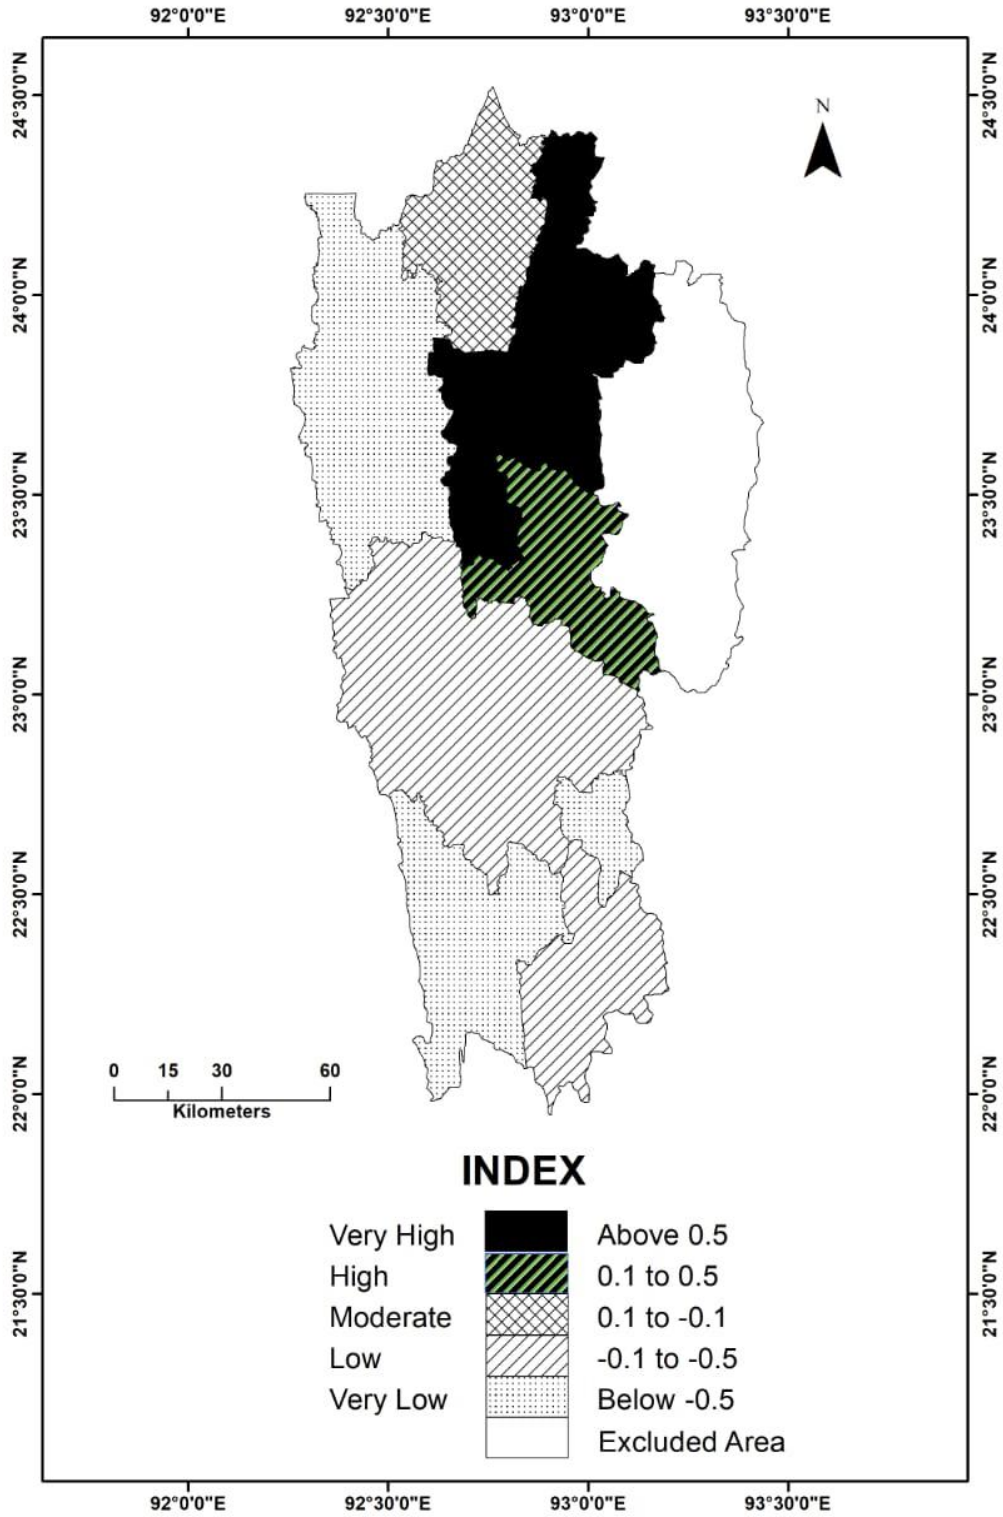 92°0'0"E 92°30'0"E 93°0'0"E 93°30'0"E
N
24°30'0"N 24°30'0"N
24°0'0"N 24°0'0"N
23°30'0"N 23°30'0"N
23°0'0"N 23°0'0"N
22°30'0"N 22°30'0"N
22°0'0"N 22°0'0"N
0 15 30 60
Kilometers
INDEX
Very High Above 0.5
High 0.1 to 0.5
Moderate 0.1 to -0.1
Low -0.1 to -0.5
Very Low Below -0.5
Excluded Area
21°30'0"N 21°30'0"N
92°0'0"E 92°30'0"E 93°0'0"E 93°30'0"E